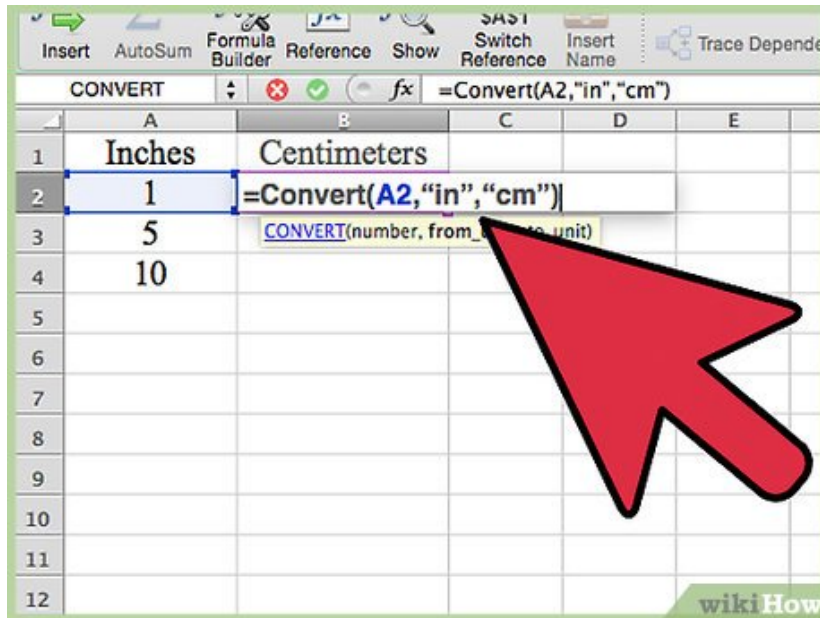 Insert AutoSum Formula Builder Reference Show Switch Reference Insert Name Trace
CONVERT fx =Convert(A2,“in”,“cm”)
A B C D E
1 Inches Centimeters
2 1 =Convert(A2,“in”,“cm”)
3 5 CONVERT(number, unit)
4 10
5
6
7
8
9
10
11
12
wikiHow